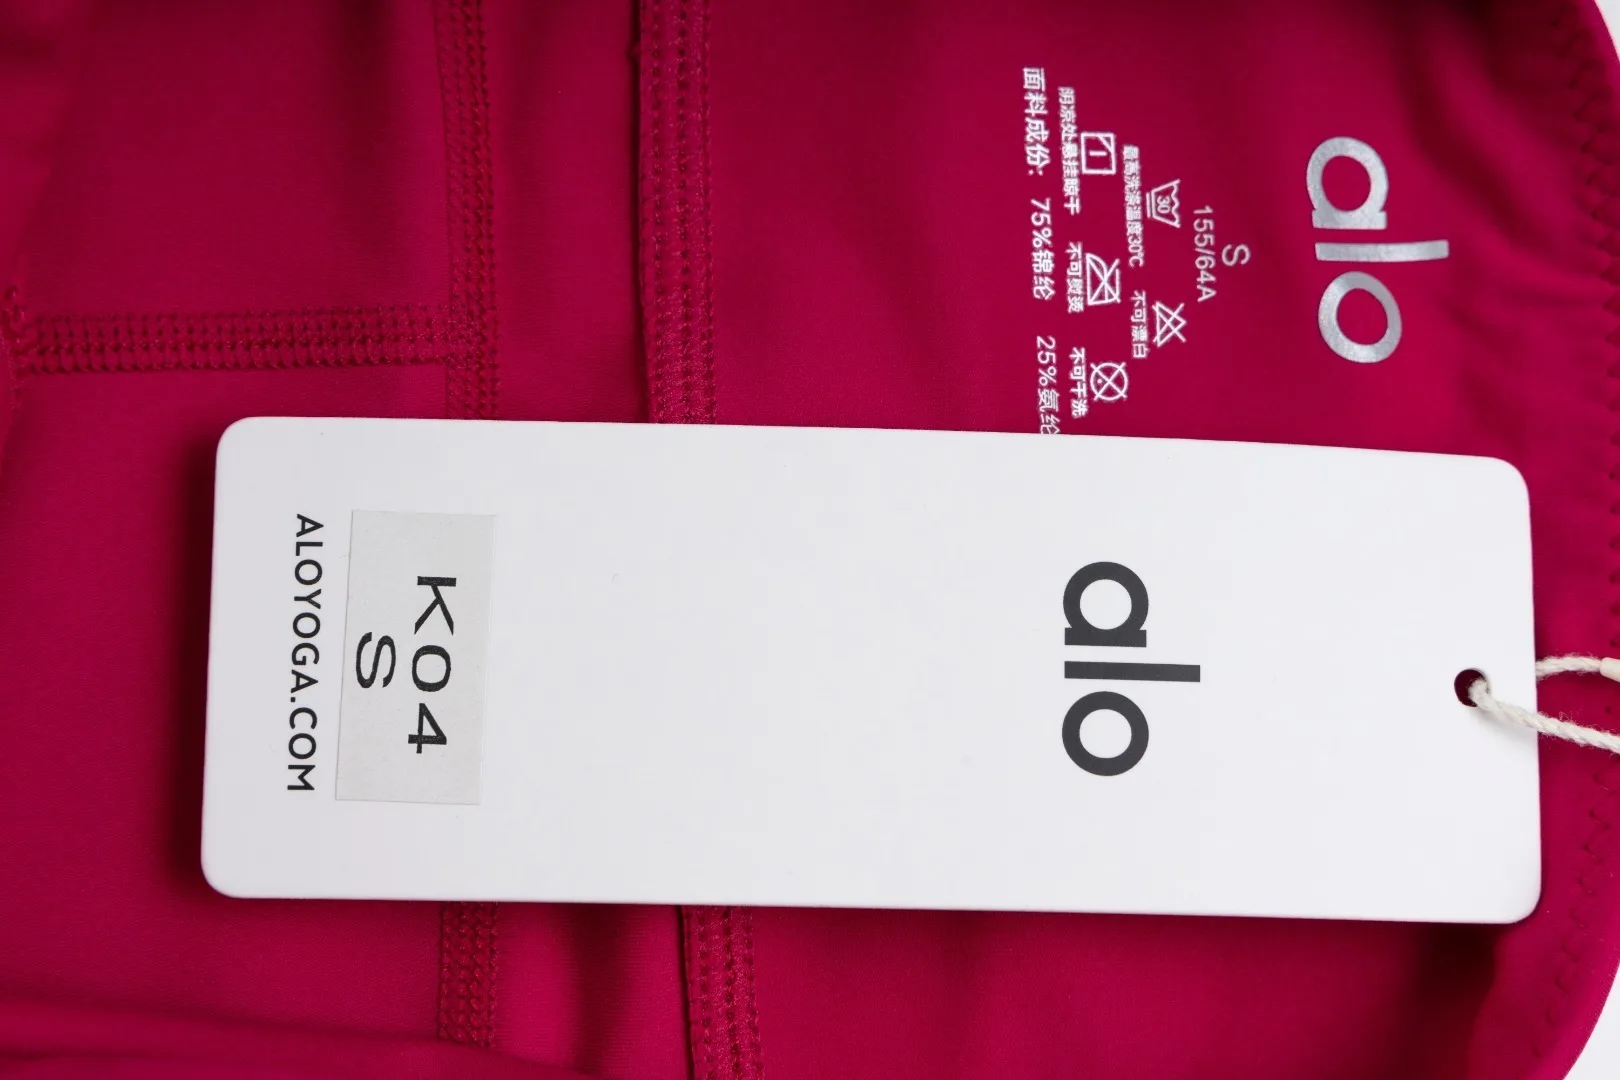 alo
S
155/64A
30
最高洗涤温度30℃ 不可漂白
阴凉处悬挂晾干 不可熨烫 不可干洗
面料成份: 75%锦纶 25%氨纶
alo
K04
S
ALOYOGA.COM